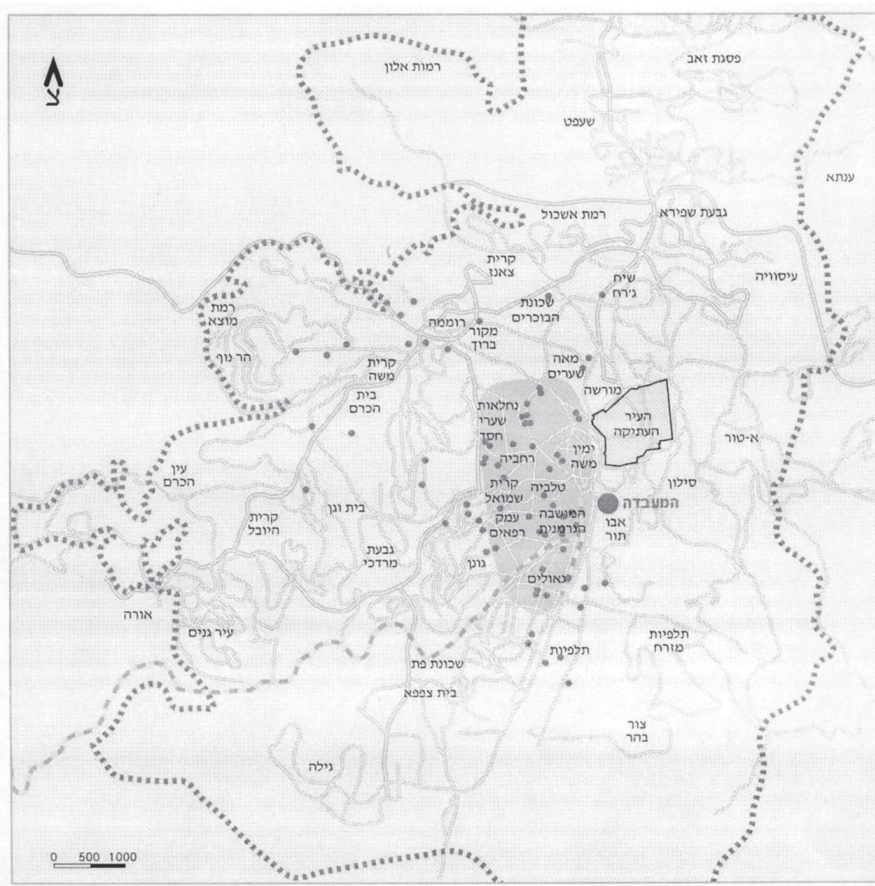 פסגת זאב
רמות אלון
צ
שעפט
ענתא
גבעת שפירא
רמת אשכול
קרית
צאנז
שיח
ג׳רח
עיסוויה
שכונת
הבוכרים
רמת
מוצא
רוממה
מקור
ברוך
הר נוף
קרית
משה
מאה
שערים
מורשה
בית
הכרם
נחלאות
שערי
חסד
העיר
העתיקה
א-טור
ימין
משה
רחביה
עין
הכרם
קרית
שמואל
טלביה
סילון
המעבדה
בית וגן
קרית
היובל
עמק
רפאים
המושבה
הגרמנית
אבו
תור
גבעת
מרדכי
גונן
גאולים
אורה
עיר גנים
תלפיות
תלפיות
מזרח
שכונת פת
בית צפפא
צור
בהר
גילה
0 500 1000